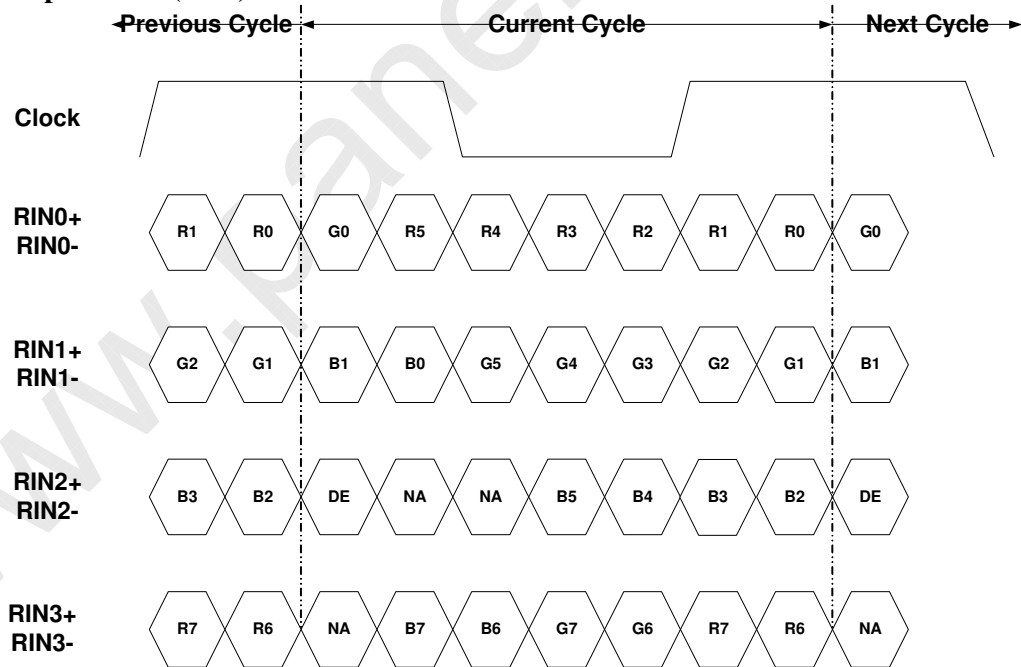 Previous Cycle Current Cycle Next Cycle
Clock
RIN0+
RIN0-
R1 R0 G0 R5 R4 R3 R2 R1 R0 G0
RIN1+
RIN1-
G2 G1 B1 B0 G5 G4 G3 G2 G1 B1
RIN2+
RIN2-
B3 B2 DE NA NA B5 B4 B3 B2 DE
RIN3+
RIN3-
R7 R6 NA B7 B6 G7 G6 R7 R6 NA